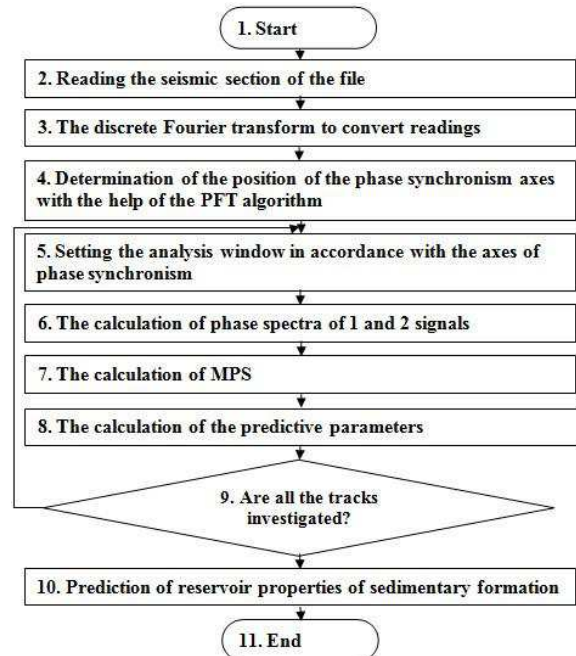 1. Start
2. Reading the seismic section of the file
3. The discrete Fourier transform to convert readings
4. Determination of the position of the phase synchronism axes
with the help of the PFT algorithm
5. Setting the analysis window in accordance with the axes of
phase synchronism
6. The calculation of phase spectra of 1 and 2 signals
7. The calculation of MPS
8. The calculation of the predictive parameters
9. Are all the tracks
investigated?
10. Prediction of reservoir properties of sedimentary formation
11. End